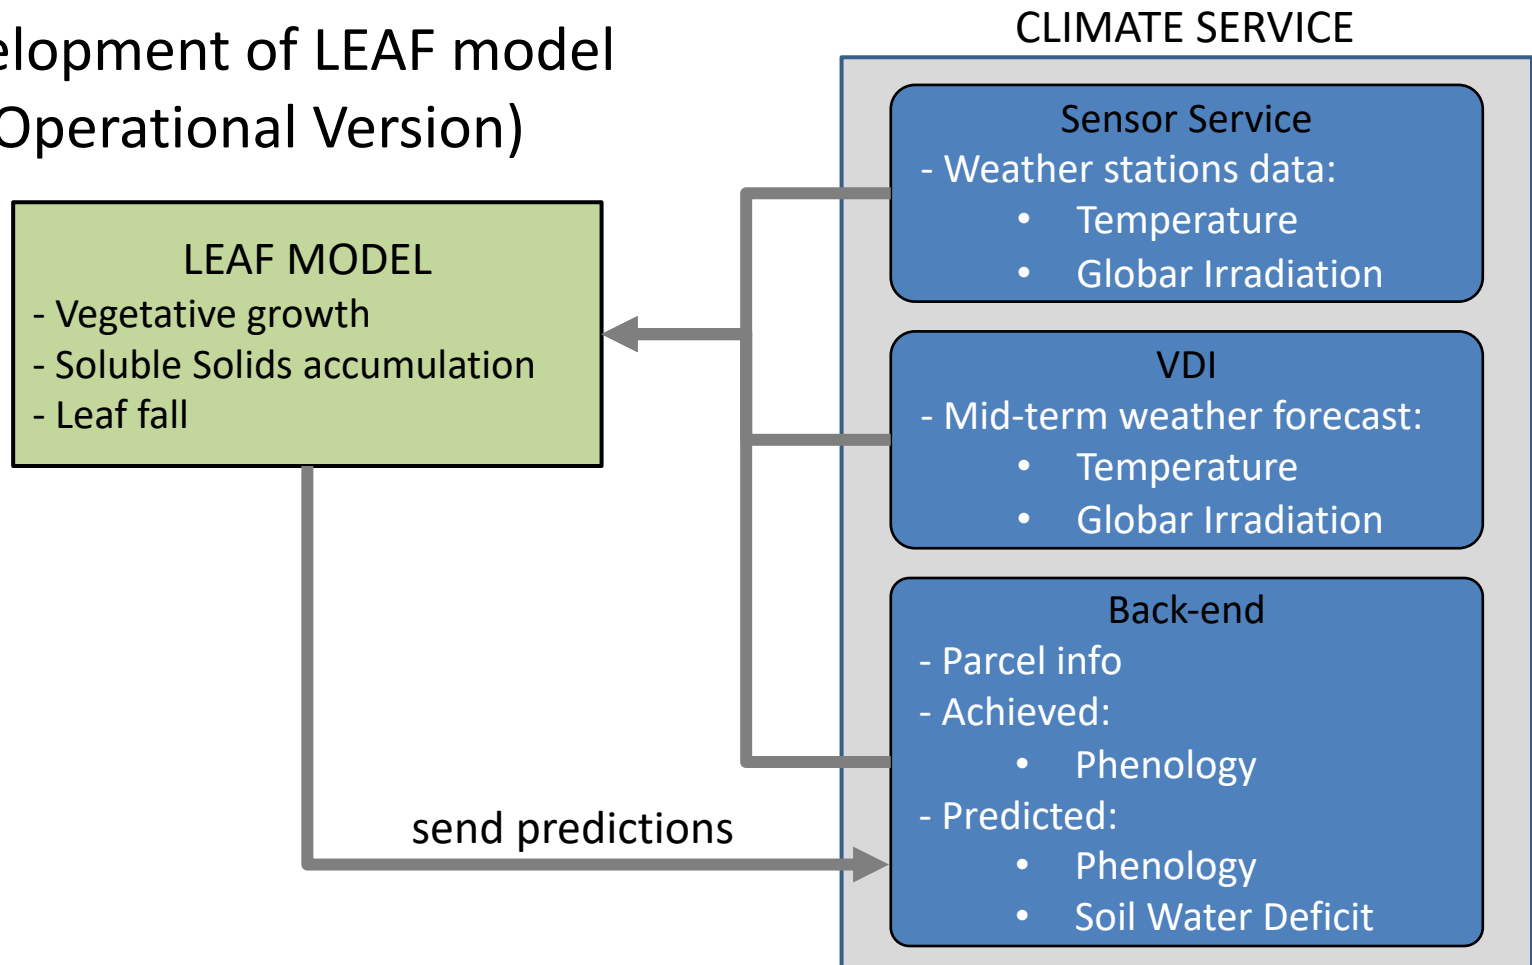 elopment of LEAF model
Operational Version)
CLIMATE SERVICE
LEAF MODEL
- Vegetative growth
- Soluble Solids accumulation
- Leaf fall
Sensor Service
- Weather stations data:
• Temperature
• Globar Irradiation
VDI
- Mid-term weather forecast:
• Temperature
• Globar Irradiation
Back-end
- Parcel info
- Achieved:
• Phenology
- Predicted:
• Phenology
• Soil Water Deficit
send predictions